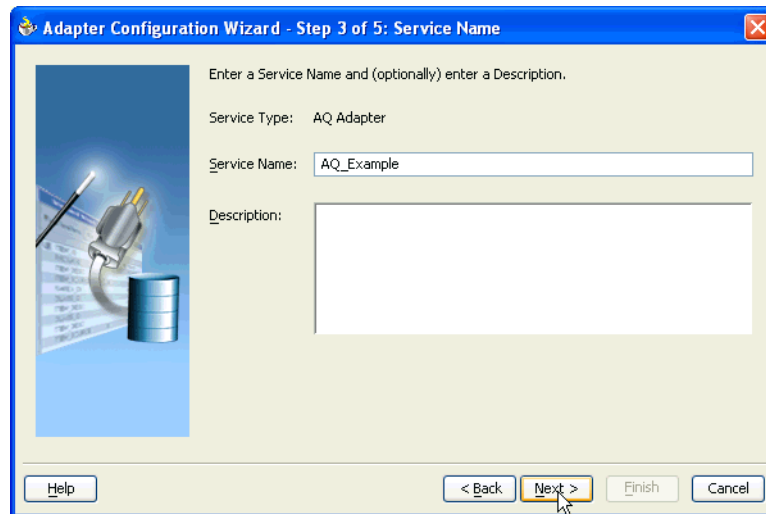 Adapter Configuration Wizard - Step 3 of 5: Service Name
Enter a Service Name and (optionally) enter a Description.
Service Type: AQ Adapter
Service Name: AQ_Example
Description:
Help < Back Next > Finish Cancel